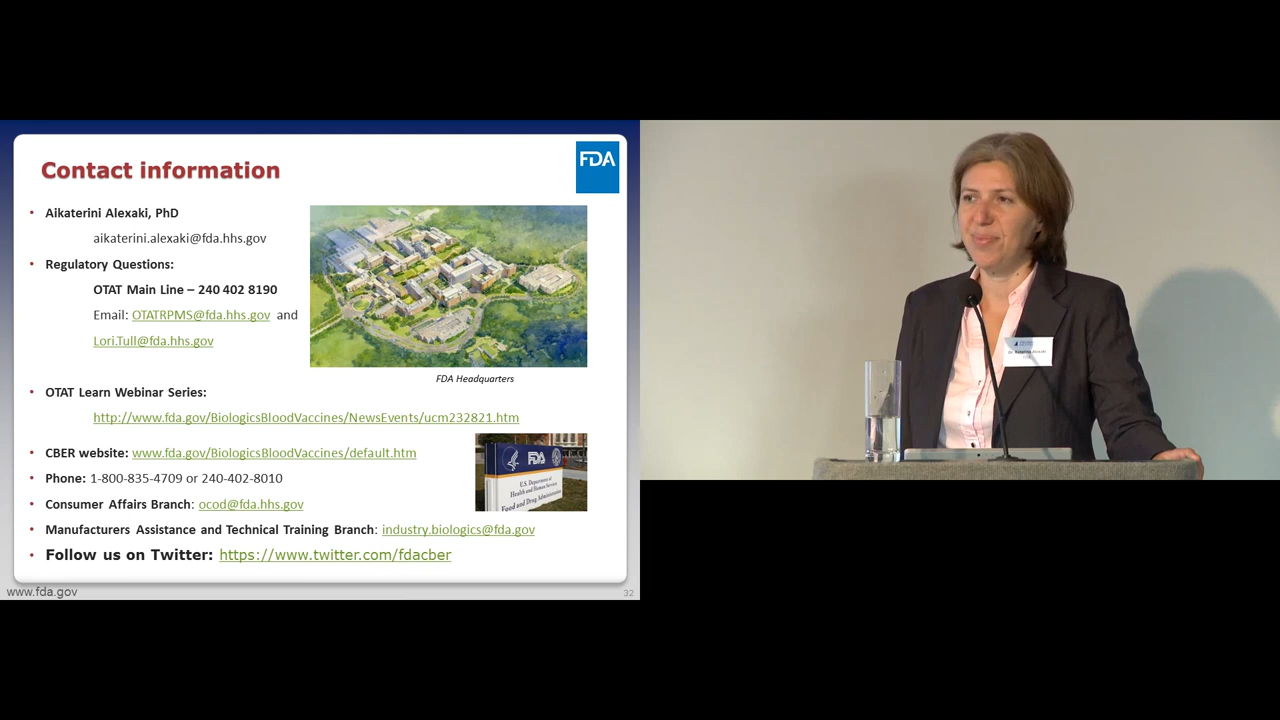 Contact information
FDA
• Aikaterini Alexaki, PhD
aikaterini.alexaki@fda.hhs.gov
• Regulatory Questions:
OTAT Main Line – 240 402 8190
Email: OTATRPMS@fda.hhs.gov and
Lori.Tull@fda.hhs.gov
FDA Headquarters
• OTAT Learn Webinar Series:
http://www.fda.gov/BiologicsBloodVaccines/NewsEvents/ucm232821.htm
• CBER website: www.fda.gov/BiologicsBloodVaccines/default.htm
• Phone: 1-800-835-4709 or 240-402-8010
• Consumer Affairs Branch: ocod@fda.hhs.gov
FDA
U.S. Department of
Health and Human Services
Food and Drug Administration
• Manufacturers Assistance and Technical Training Branch: industry.biologics@fda.gov
• Follow us on Twitter: https://www.twitter.com/fdacber
www.fda.gov
32
Dr. Katerina Alexaki
FDA